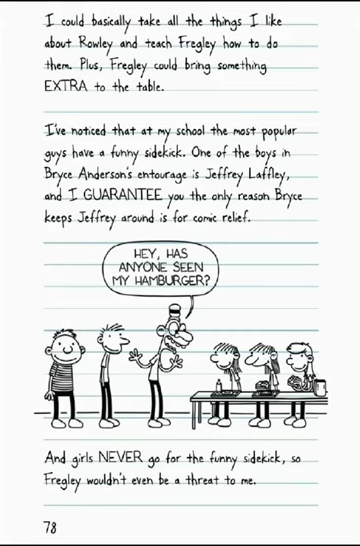 I could basically take all the things I like
about Rowley and teach Fregley how to do
them. Plus, Fregley could bring something
EXTRA to the table.
I've noticed that at my school the most popular
guys have a funny sidekick. One of the boys in
Bryce Anderson's entourage is Jeffrey Laffley,
and I GUARANTEE you the only reason Bryce
keeps Jeffrey around is for comic relief.
HEY, HAS
ANYONE SEEN
MY HAMBURGER?
And girls NEVER go for the funny sidekick, so
Fregley wouldn't even be a threat to me.
78